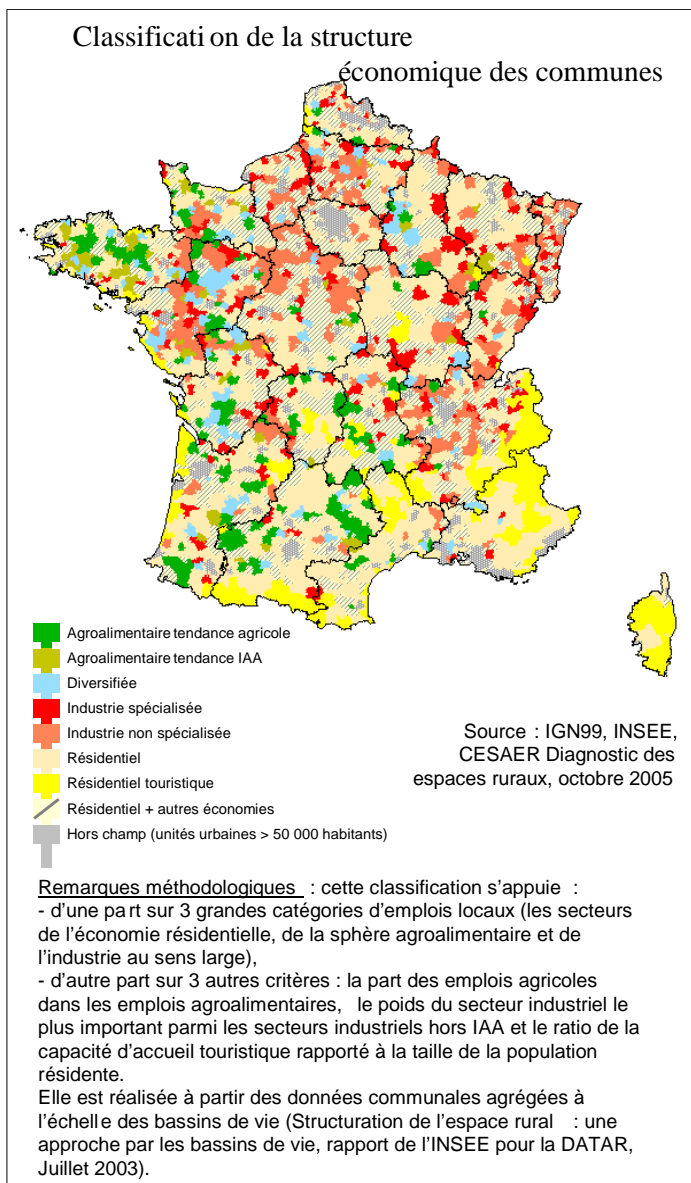 Classification de la structure
économique des communes
Agroalimentaire tendance agricole
Agroalimentaire tendance IAA
Diversifiée
Industrie spécialisée
Industrie non spécialisée
Résidentiel
Résidentiel touristique
Résidentiel + autres économies
Hors champ (unités urbaines > 50 000 habitants)
Source : IGN99, INSEE,
CESAER Diagnostic des
espaces ruraux, octobre 2005
Remarques méthodologiques : cette classification s'appuie :
- d'une part sur 3 grandes catégories d'emplois locaux (les secteurs
de l'économie résidentielle, de la sphère agroalimentaire et de
l'industrie au sens large),
- d'autre part sur 3 autres critères : la part des emplois agricoles
dans les emplois agroalimentaires, le poids du secteur industriel le
plus important parmi les secteurs industriels hors IAA et le ratio de la
capacité d'accueil touristique rapporté à la taille de la population
résidente.
Elle est réalisée à partir des données communales agrégées à
l'échelle des bassins de vie (Structuration de l'espace rural : une
approche par les bassins de vie, rapport de l'INSEE pour la DATAR,
Juillet 2003).